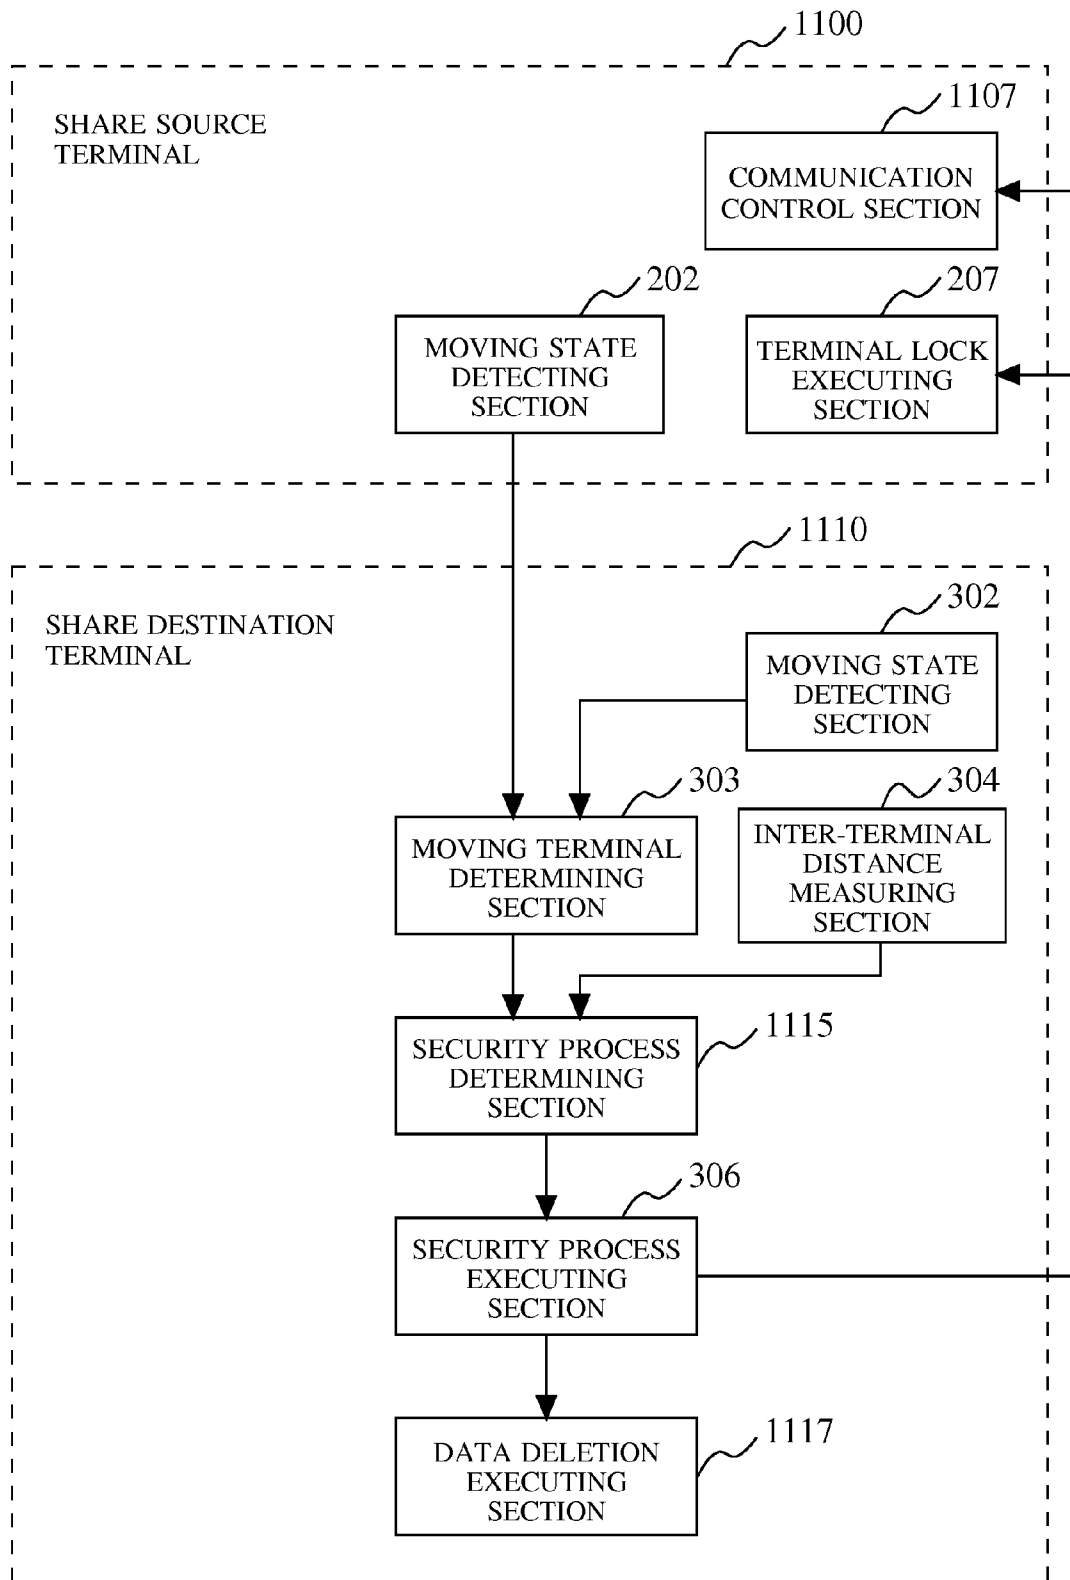 1100
SHARE SOURCE
TERMINAL
1107
COMMUNICATION
CONTROL SECTION
202
MOVING STATE
DETECTING
SECTION
207
TERMINAL LOCK
EXECUTING
SECTION
1110
SHARE DESTINATION
TERMINAL
302
MOVING STATE
DETECTING
SECTION
303
MOVING TERMINAL
DETERMINING
SECTION
304
INTER-TERMINAL
DISTANCE
MEASURING
SECTION
1115
SECURITY PROCESS
DETERMINING
SECTION
306
SECURITY PROCESS
EXECUTING
SECTION
1117
DATA DELETION
EXECUTING
SECTION